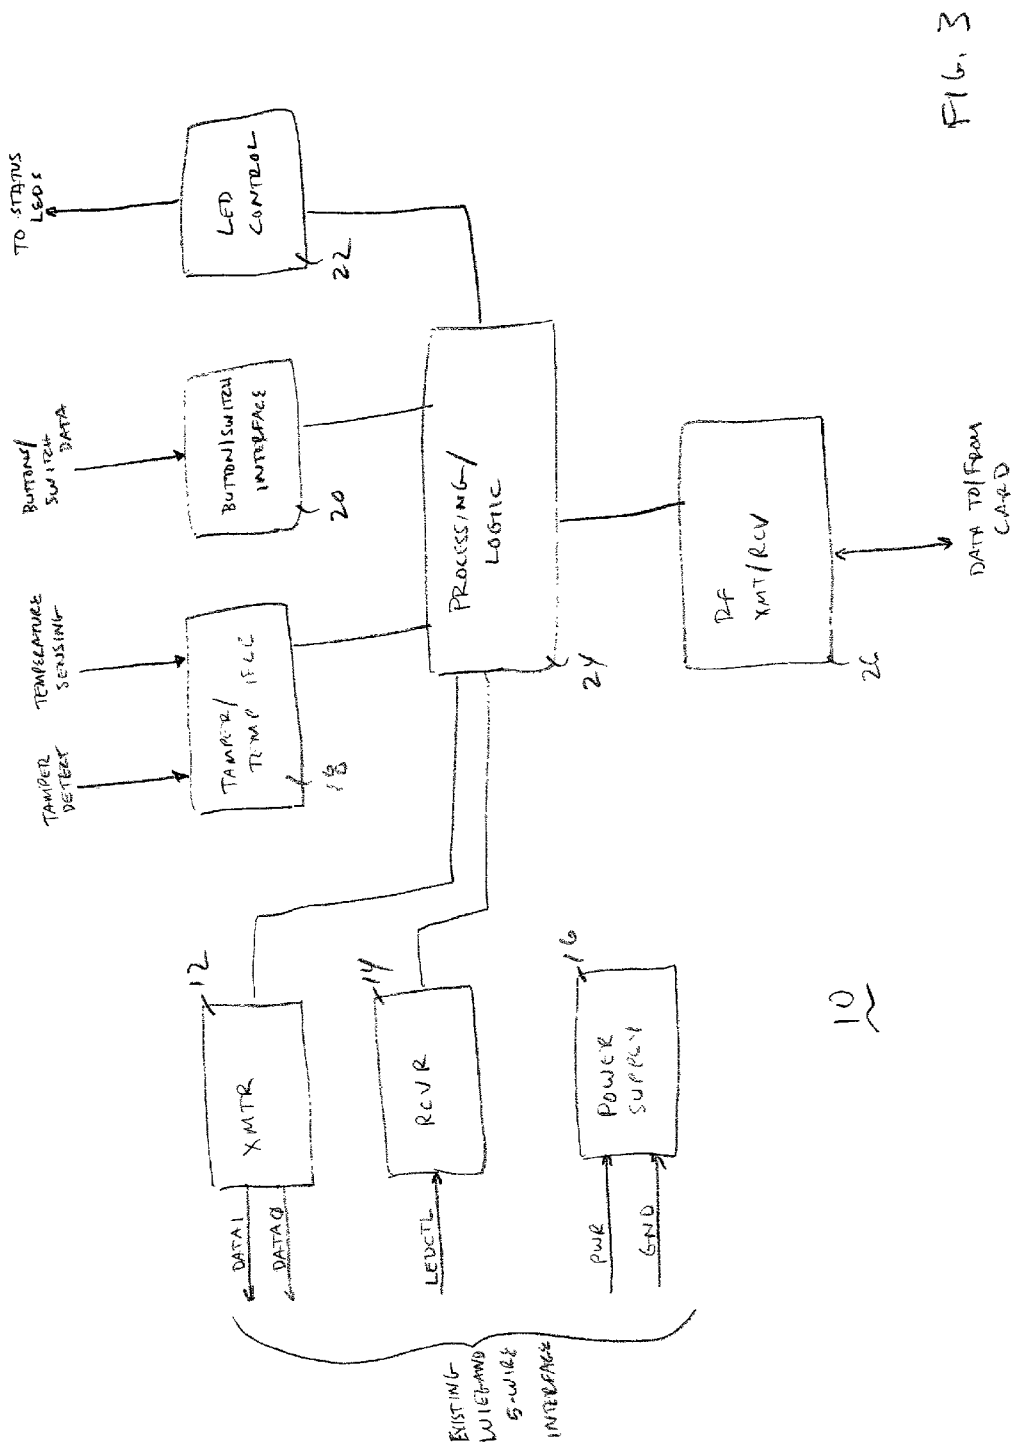 TAMPER
DETECT
TEMPERATURE
SENSING
BUTTONS/
SWITCH
DATA
TO STATUS
LEDS
TAMPER/
TEMP IFCE
18
BUTTON/SWITCH
INTERFACE
20
LED
CONTROL
22
DATA1
DATA0
XMTR
12
LEDCTL
RCVR
14
PWR
GND
POWER
SUPPLY
16
EXISTING
WIEGAND
5-WIRE
INTERFACE
PROCESSING/
LOGIC
24
RF
XMT/RCV
26
DATA TO/FROM
CARD
10
FIG. 3